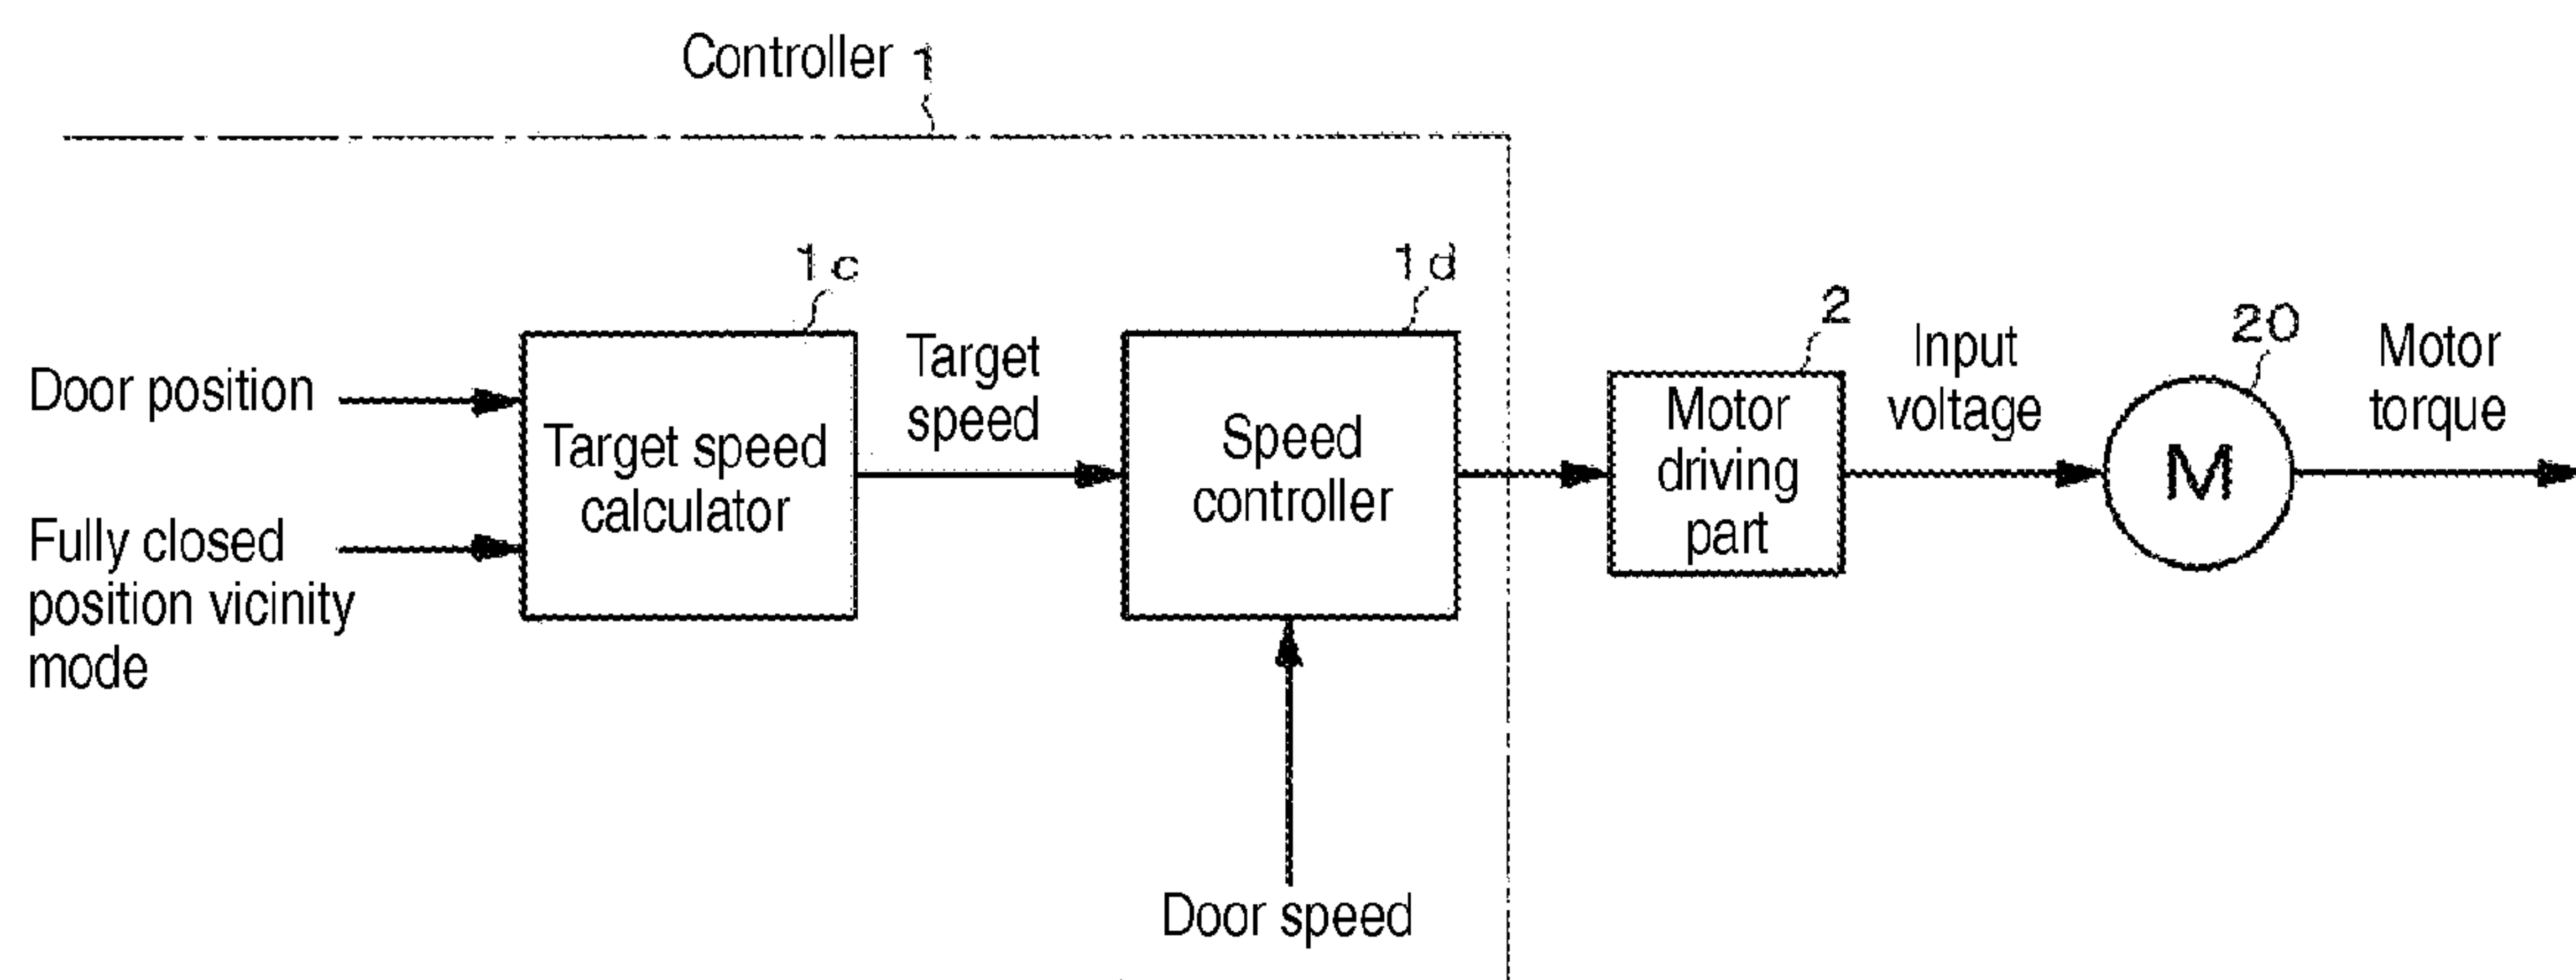 Controller 1
1c
1d
2
20
Door position
Fully closed
position vicinity
mode
Target speed
calculator
Target
speed
Speed
controller
Door speed
Motor
driving
part
Input
voltage
M
Motor
torque